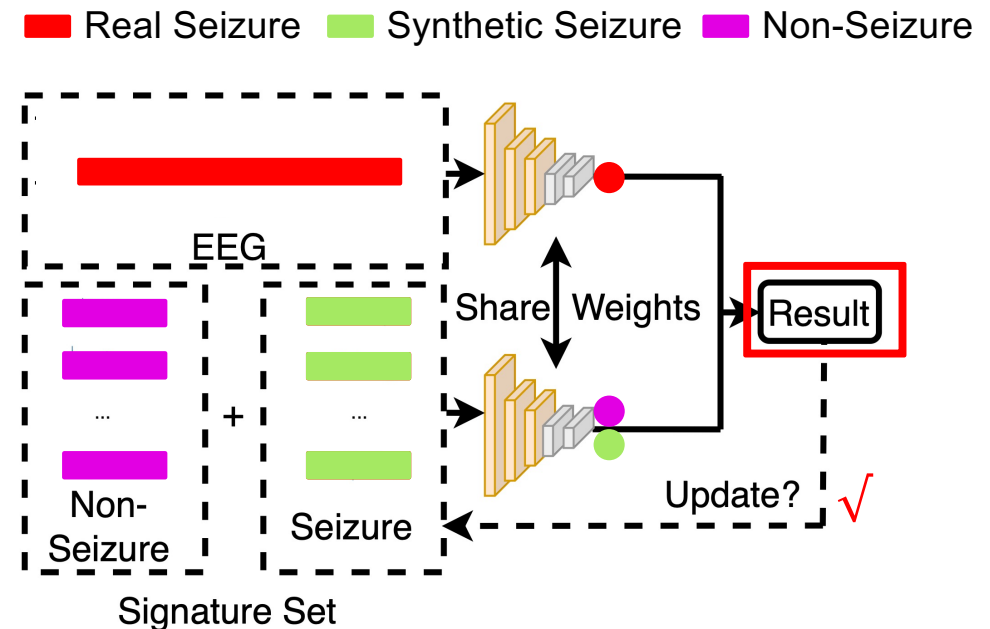 Real Seizure Synthetic Seizure Non-Seizure
EEG
Share Weights
Result
...
+
...
Update?
√
Non-
Seizure
Seizure
Signature Set